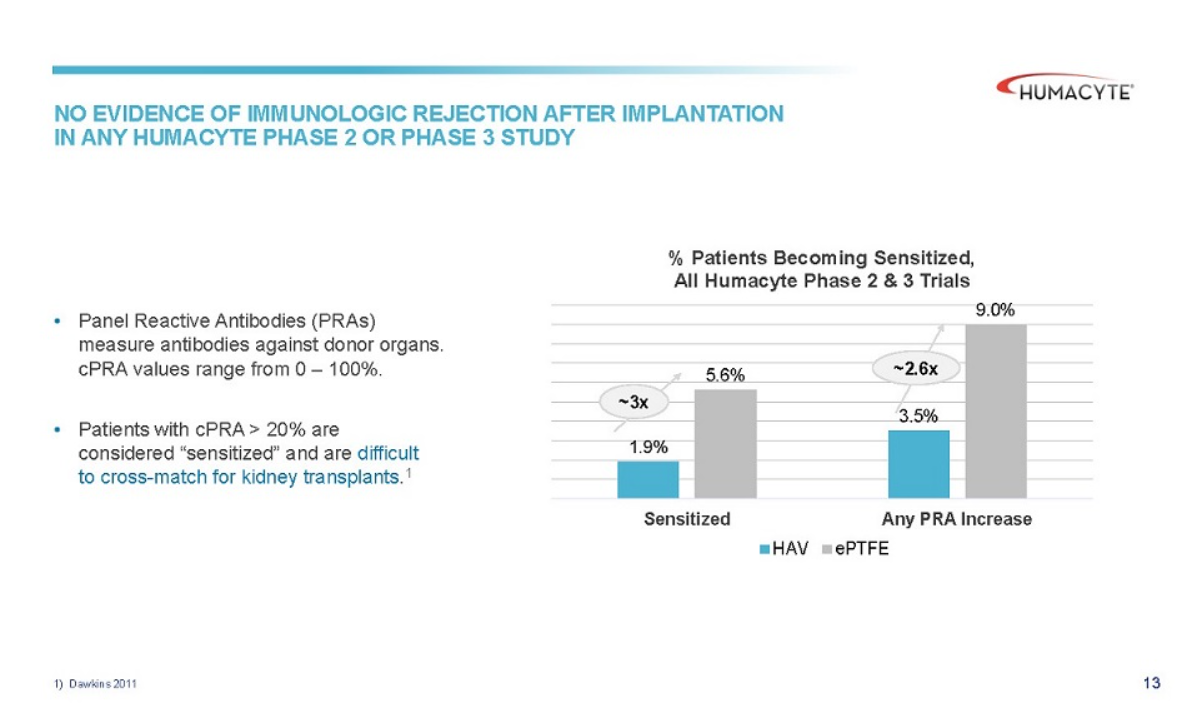 HUMACYTE®
NO EVIDENCE OF IMMUNOLOGIC REJECTION AFTER IMPLANTATION
IN ANY HUMACYTE PHASE 2 OR PHASE 3 STUDY
• Panel Reactive Antibodies (PRAs)
measure antibodies against donor organs.
cPRA values range from 0 – 100%.
• Patients with cPRA > 20% are
considered “sensitized” and are difficult
to cross-match for kidney transplants.1
% Patients Becoming Sensitized,
All Humacyte Phase 2 & 3 Trials
9.0%
~2.6x
5.6%
~3x
3.5%
1.9%
Sensitized
Any PRA Increase
HAV ePTFE
1) Dawkins 2011
13